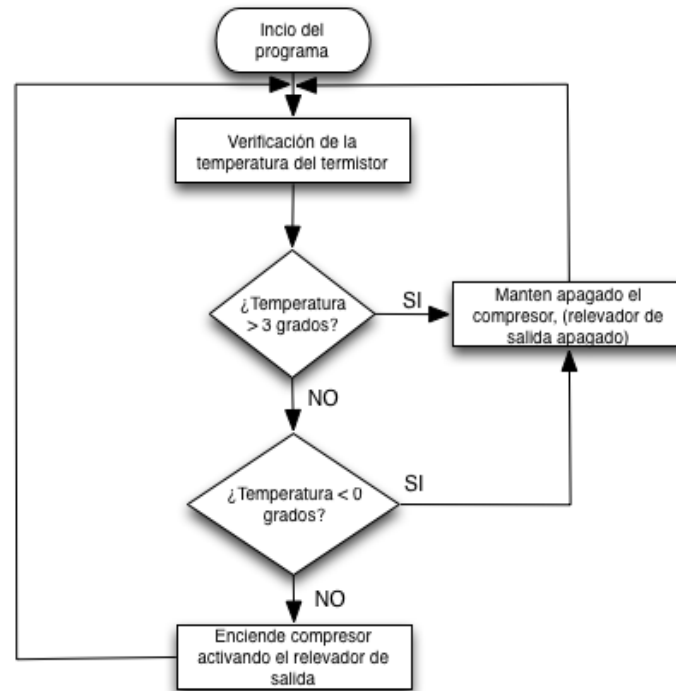 Incio del
programa
Verificación de la
temperatura del termistor
¿Temperatura
> 3 grados?
SI
Manten apagado el
compresor, (relevador de
salida apagado)
NO
¿Temperatura < 0
grados?
SI
NO
Enciende compresor
activando el relevador de
salida